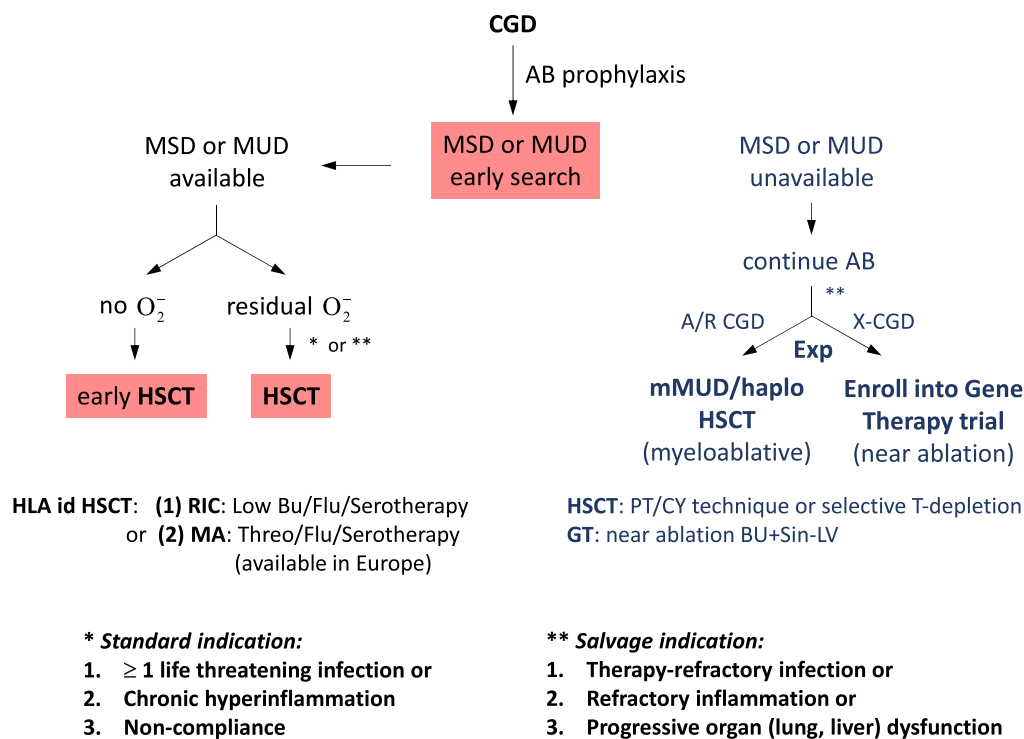 CGD
AB prophylaxis
MSD or MUD
early search
MSD or MUD
available
no O₂⁻
residual O₂⁻
* or **
early HSCT
HSCT
MSD or MUD
unavailable
continue AB
**
A/R CGD
X-CGD
Exp
mMUD/haplo
HSCT
(myeloablative)
Enroll into Gene
Therapy trial
(near ablation)
HLA id HSCT: (1) RIC: Low Bu/Flu/Serotherapy
or (2) MA: Threo/Flu/Serotherapy
(available in Europe)
HSCT: PT/CY technique or selective T-depletion
GT: near ablation BU+Sin-LV
* Standard indication:
1. ≥ 1 life threatening infection or
2. Chronic hyperinflammation
3. Non-compliance
** Salvage indication:
1. Therapy-refractory infection or
2. Refractory inflammation or
3. Progressive organ (lung, liver) dysfunction